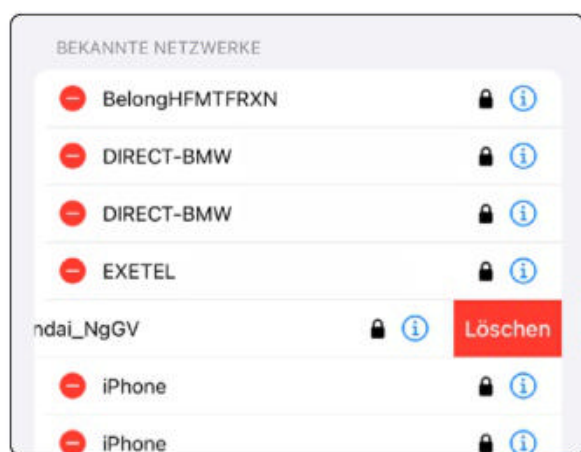 BEKANNTE NETZWERKE
BelongHFMTFRXN
DIRECT-BMW
DIRECT-BMW
EXETEL
ndai_NgGV Löschen
iPhone
iPhone